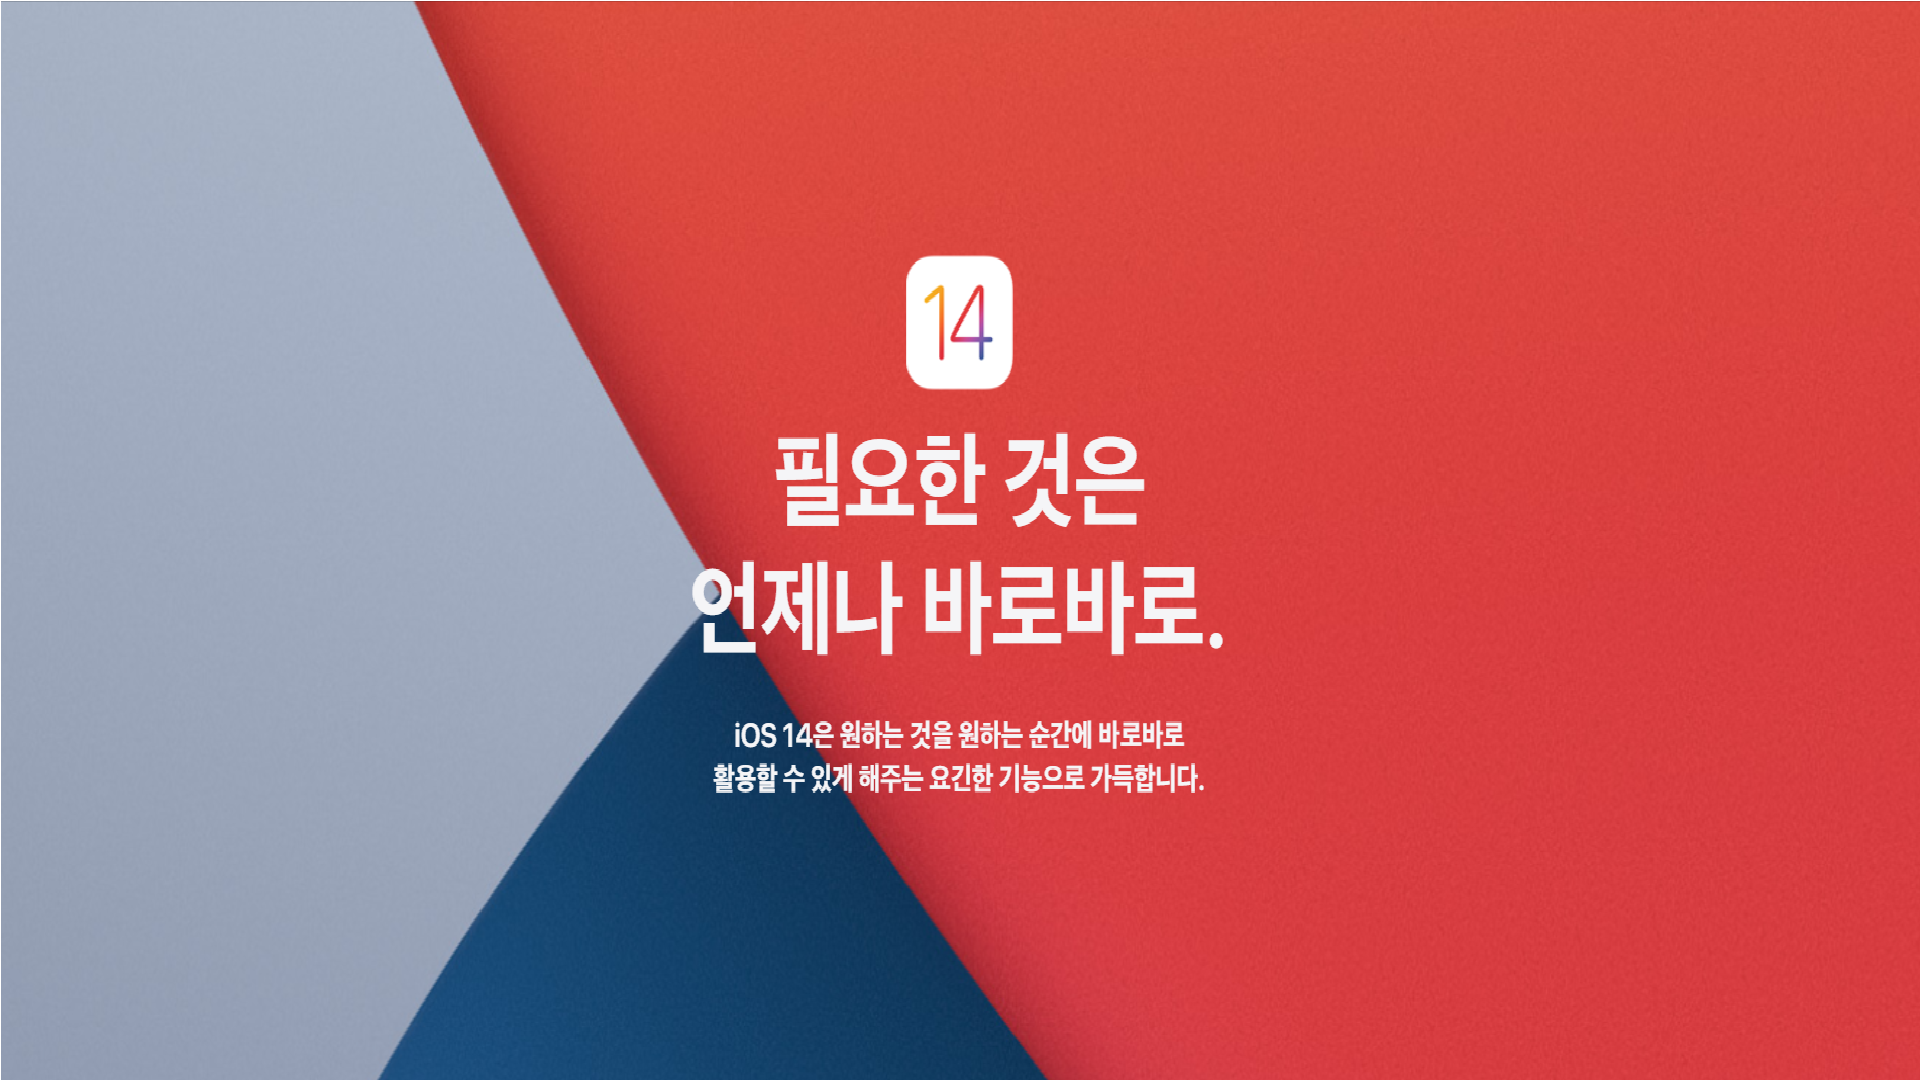 14
필요한 것은
언제나 바로바로.
iOS 14은 원하는 것을 원하는 순간에 바로바로
활용할 수 있게 해주는 요긴한 기능으로 가득합니다.